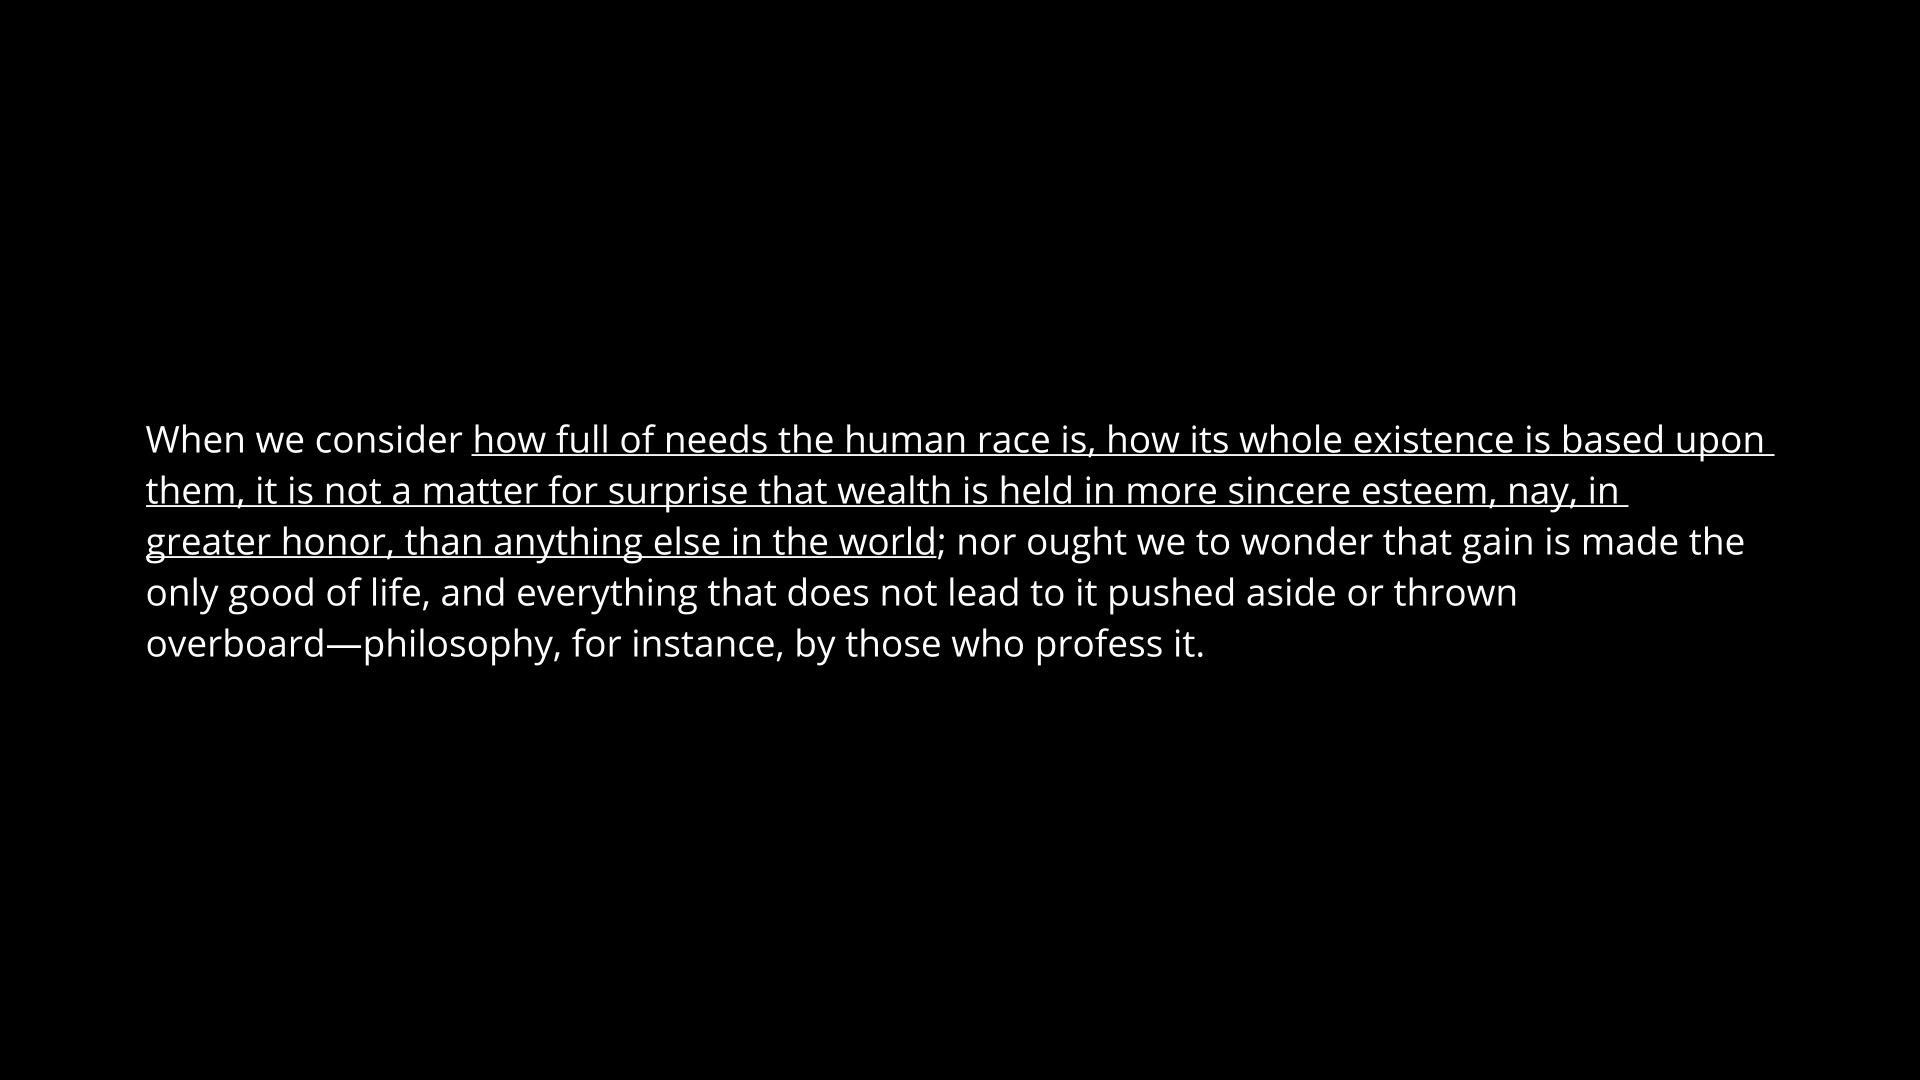 When we consider how full of needs the human race is, how its whole existence is based upon
them, it is not a matter for surprise that wealth is held in more sincere esteem, nay, in
greater honor, than anything else in the world; nor ought we to wonder that gain is made the
only good of life, and everything that does not lead to it pushed aside or thrown
overboard—philosophy, for instance, by those who profess it.